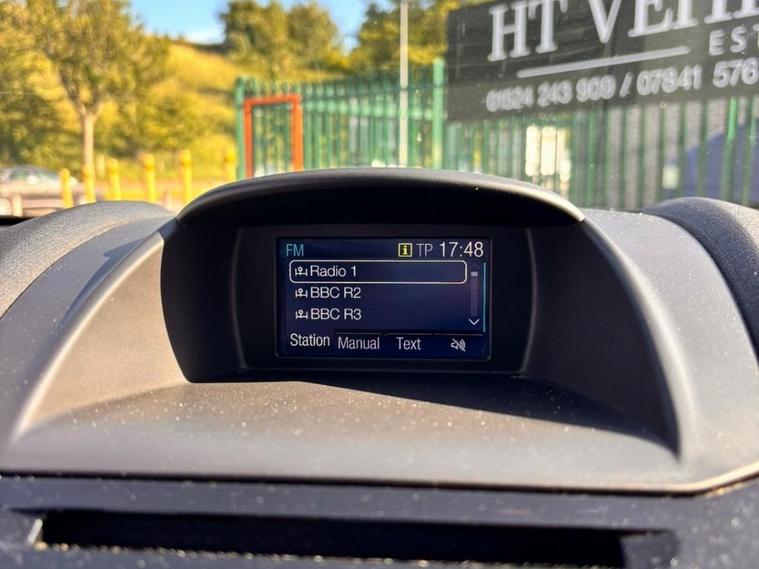 HT VEHI
EST
01524 243 909 / 07841 576
FM i TP 17:48
Radio 1
BBC R2
BBC R3
Station Manual Text